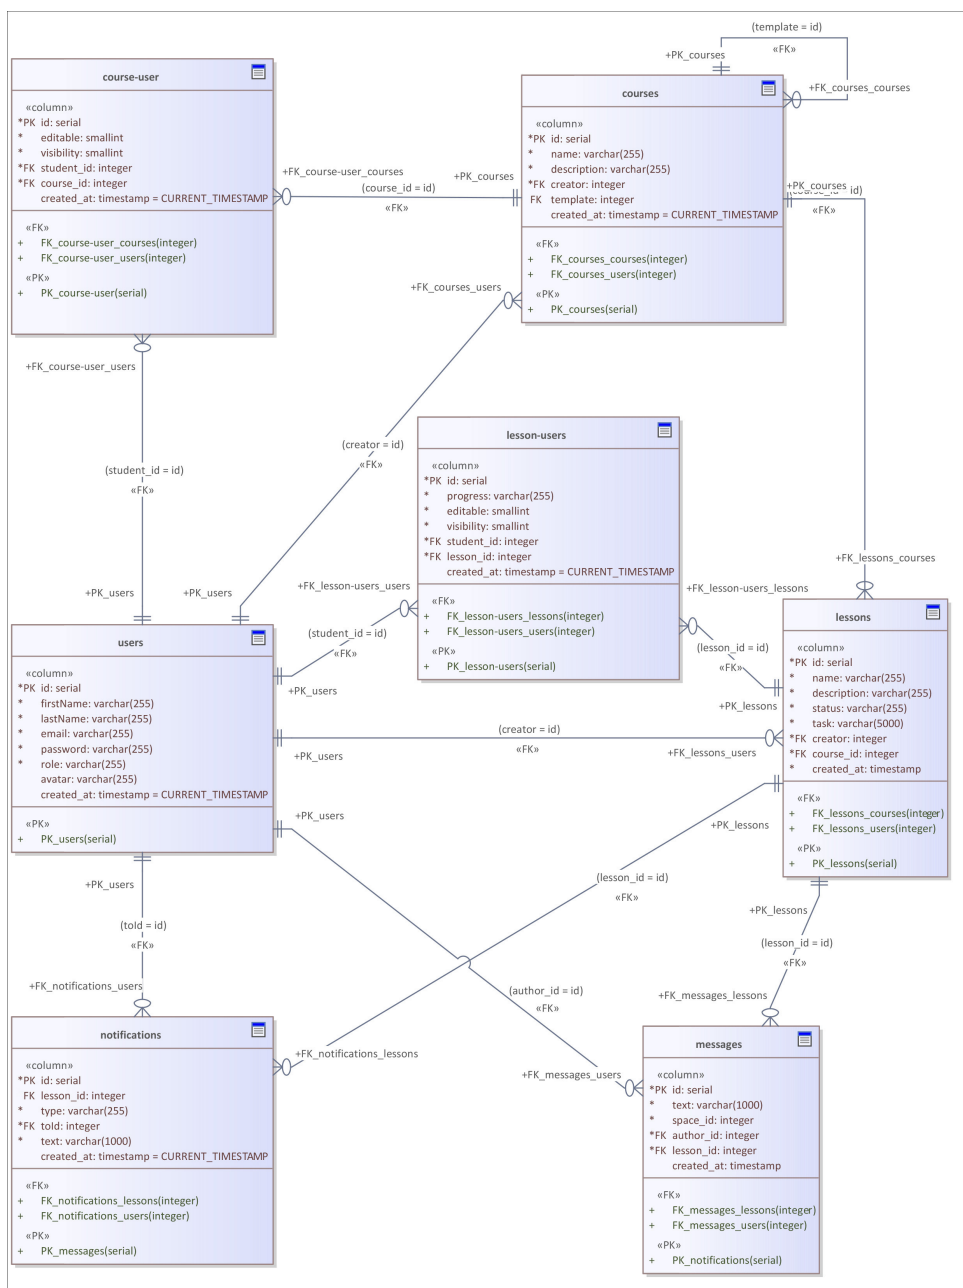 (template = id)
«FK»
+PK_courses
+FK_courses_courses
course-user
«column»
*PK id: serial
* editable: smallint
* visibility: smallint
*FK student_id: integer
*FK course_id: integer
created_at: timestamp = CURRENT_TIMESTAMP
«FK»
+ FK_course-user_courses(integer)
+ FK_course-user_users(integer)
«PK»
+ PK_course-user(serial)
+FK_course-user_courses
(course_id = id)
«FK»
+PK_courses
courses
«column»
*PK id: serial
* name: varchar(255)
* description: varchar(255)
*FK creator: integer
FK template: integer
created_at: timestamp = CURRENT_TIMESTAMP
«FK»
+ FK_courses_courses(integer)
+ FK_courses_users(integer)
«PK»
+ PK_courses(serial)
+PK_courses
id)
«FK»
+FK_courses_users
+FK_course-user_users
(student_id = id)
«FK»
+PK_users
(creator = id)
«FK»
+PK_users
lesson-users
«column»
*PK id: serial
* progress: varchar(255)
* editable: smallint
* visibility: smallint
*FK student_id: integer
*FK lesson_id: integer
created_at: timestamp = CURRENT_TIMESTAMP
«FK»
+ FK_lesson-users_lessons(integer)
+ FK_lesson-users_users(integer)
«PK»
+ PK_lesson-users(serial)
+FK_lessons_courses
+FK_lesson-users_users
(student_id = id)
«FK»
+PK_users
+FK_lesson-users_lessons
(lesson_id = id)
«FK»
+PK_lessons
users
«column»
*PK id: serial
* firstName: varchar(255)
* lastName: varchar(255)
* email: varchar(255)
* password: varchar(255)
* role: varchar(255)
avatar: varchar(255)
created_at: timestamp = CURRENT_TIMESTAMP
«PK»
+ PK_users(serial)
(creator = id)
«FK»
+PK_users
+FK_lessons_users
lessons
«column»
*PK id: serial
* name: varchar(255)
* description: varchar(255)
* status: varchar(255)
* task: varchar(5000)
*FK creator: integer
*FK course_id: integer
* created_at: timestamp
«FK»
+ FK_lessons_courses(integer)
+ FK_lessons_users(integer)
«PK»
+ PK_lessons(serial)
+PK_users
+PK_lessons
(lesson_id = id)
«FK»
+PK_users
(toId = id)
«FK»
+FK_notifications_users
+PK_lessons
(lesson_id = id)
«FK»
+FK_messages_lessons
(author_id = id)
«FK»
+FK_notifications_lessons
+FK_messages_users
notifications
«column»
*PK id: serial
FK lesson_id: integer
* type: varchar(255)
*FK toId: integer
* text: varchar(1000)
created_at: timestamp = CURRENT_TIMESTAMP
«FK»
+ FK_notifications_lessons(integer)
+ FK_notifications_users(integer)
«PK»
+ PK_messages(serial)
messages
«column»
*PK id: serial
* text: varchar(1000)
* space_id: integer
*FK author_id: integer
*FK lesson_id: integer
created_at: timestamp
«FK»
+ FK_messages_lessons(integer)
+ FK_messages_users(integer)
«PK»
+ PK_notifications(serial)